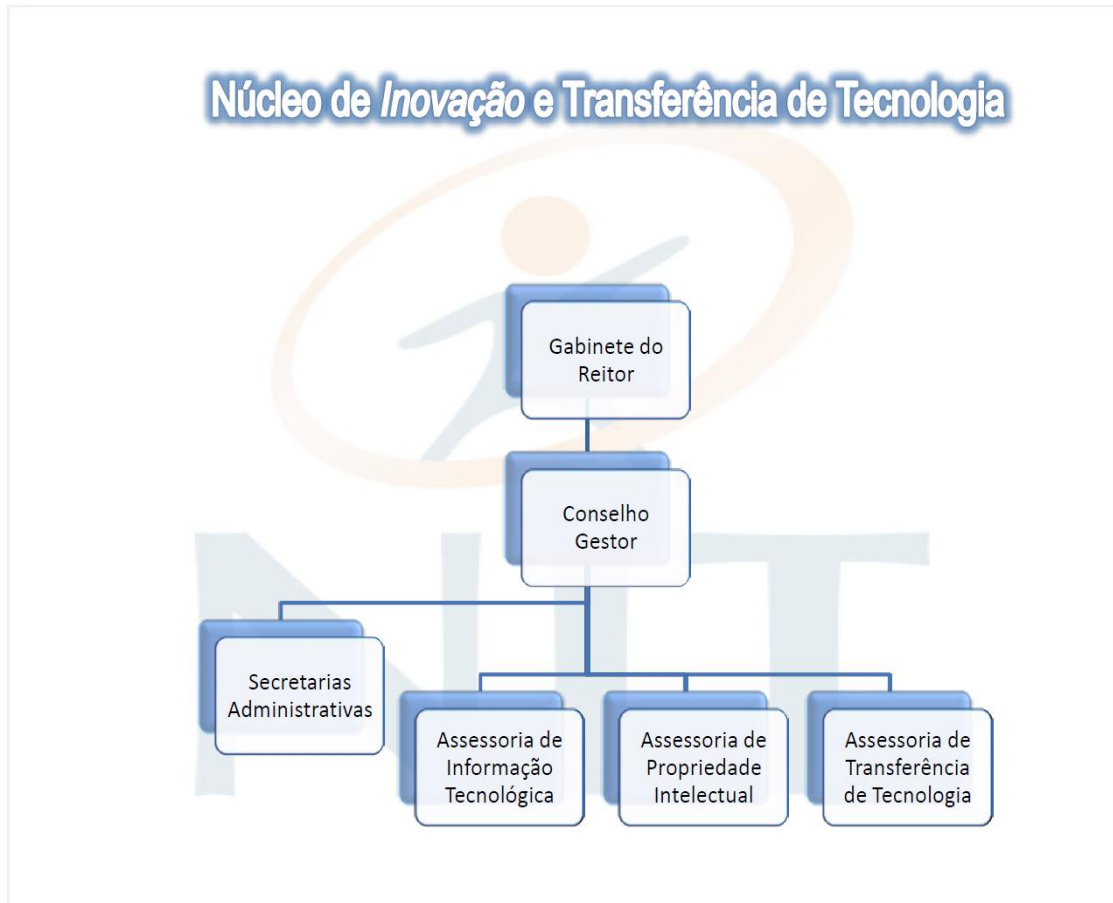 Núcleo de Inovação e Transferência de Tecnologia
Gabinete do
Reitor
Conselho
Gestor
Secretarias
Administrativas
Assessoria de
Informação
Tecnológica
Assessoria de
Propriedade
Intelectual
Assessoria de
Transferência
de Tecnologia
NIT